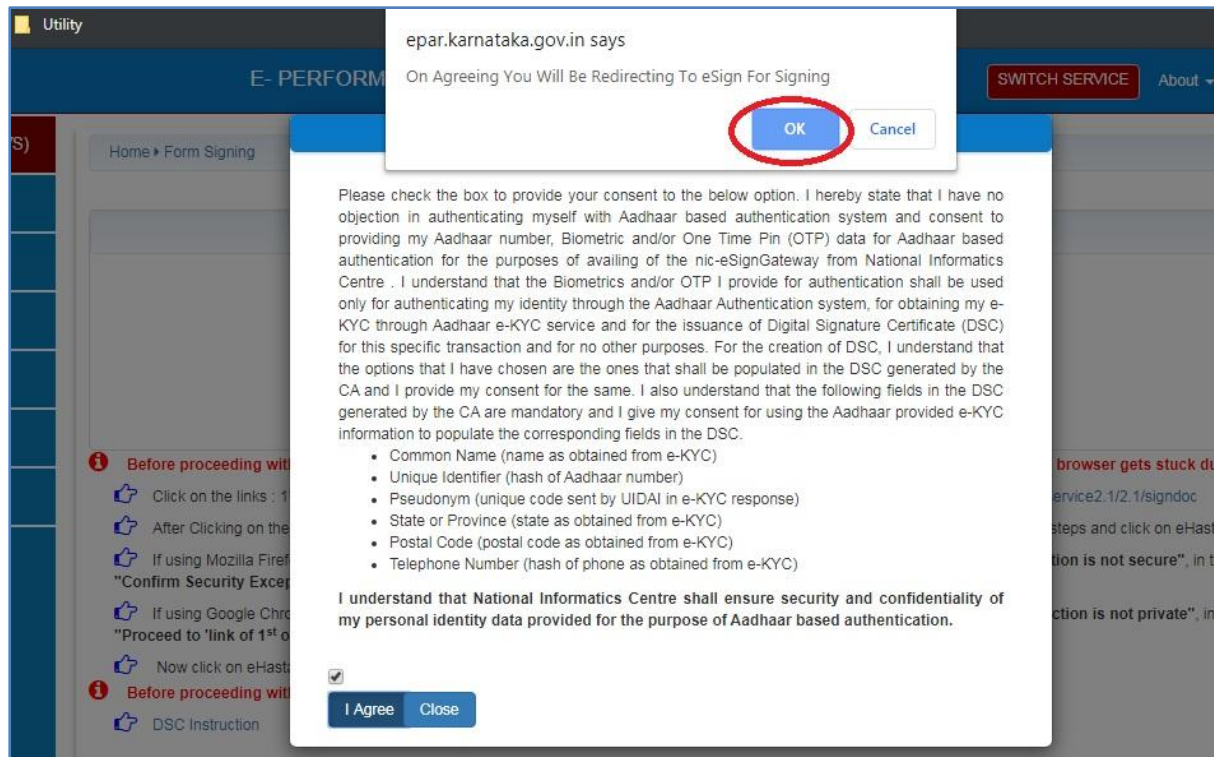 Utility
epar.karnataka.gov.in says
On Agreeing You Will Be Redirecting To eSign For Signing
OK Cancel
E- PERFORM
SWITCH SERVICE About
S)
Home Form Signing
Please check the box to provide your consent to the below option. I hereby state that I have no
objection in authenticating myself with Aadhaar based authentication system and consent to
providing my Aadhaar number, Biometric and/or One Time Pin (OTP) data for Aadhaar based
authentication for the purposes of availing of the nic-eSignGateway from National Informatics
Centre . I understand that the Biometrics and/or OTP I provide for authentication shall be used
only for authenticating my identity through the Aadhaar Authentication system, for obtaining my e-
KYC through Aadhaar e-KYC service and for the issuance of Digital Signature Certificate (DSC)
for this specific transaction and for no other purposes. For the creation of DSC, I understand that
the options that I have chosen are the ones that shall be populated in the DSC generated by the
CA and I provide my consent for the same. I also understand that the following fields in the DSC
generated by the CA are mandatory and I give my consent for using the Aadhaar provided e-KYC
information to populate the corresponding fields in the DSC.
• Common Name (name as obtained from e-KYC)
• Unique Identifier (hash of Aadhaar number)
• Pseudonym (unique code sent by UIDAI in e-KYC response)
• State or Province (state as obtained from e-KYC)
• Postal Code (postal code as obtained from e-KYC)
• Telephone Number (hash of phone as obtained from e-KYC)
I understand that National Informatics Centre shall ensure security and confidentiality of
my personal identity data provided for the purpose of Aadhaar based authentication.
I Agree Close
Before proceeding wit
browser gets stuck du
Click on the links : 1
ervice2.1/2.1/signdoc
After Clicking on the
steps and click on eHast
If using Mozilla Firef
tion is not secure", in t
"Confirm Security Excep
If using Google Chro
ction is not private", in
"Proceed to 'link of 1st o
Now click on eHasta
Before proceeding wit
DSC Instruction